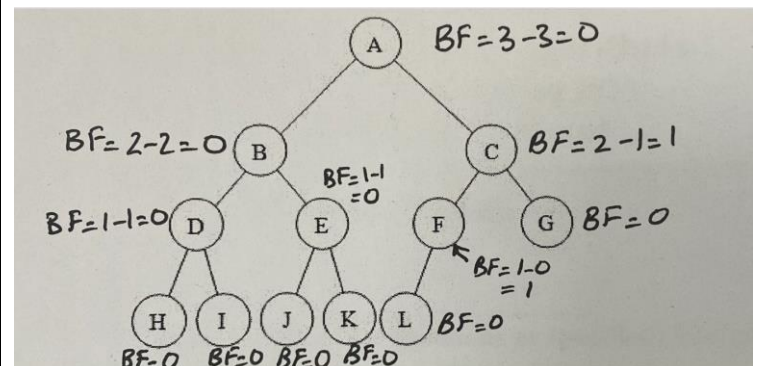 A BF=3-3=0
BF=2-2=0 B C BF=2-1=1
BF=1-1
=0
BF=1-1=0 D E F G BF=0
BF=1-0
=1
H I J K L BF=0
BF=0 BF=0 BF=0 BF=0